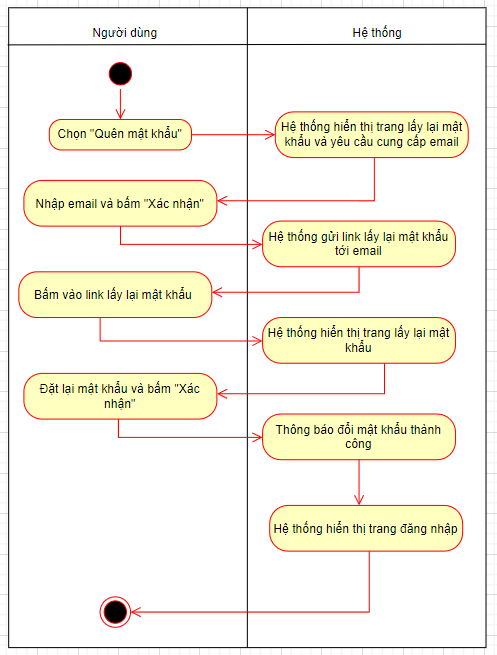 Người dùng
Hệ thống
Chọn "Quên mật khẩu"
Hệ thống hiển thị trang lấy lại mật
khẩu và yêu cầu cung cấp email
Nhập email và bấm "Xác nhận"
Hệ thống gửi link lấy lại mật khẩu
tới email
Bấm vào link lấy lại mật khẩu
Hệ thống hiển thị trang lấy lại mật
khẩu
Đặt lại mật khẩu và bấm "Xác
nhận"
Thông báo đổi mật khẩu thành
công
Hệ thống hiển thị trang đăng nhập